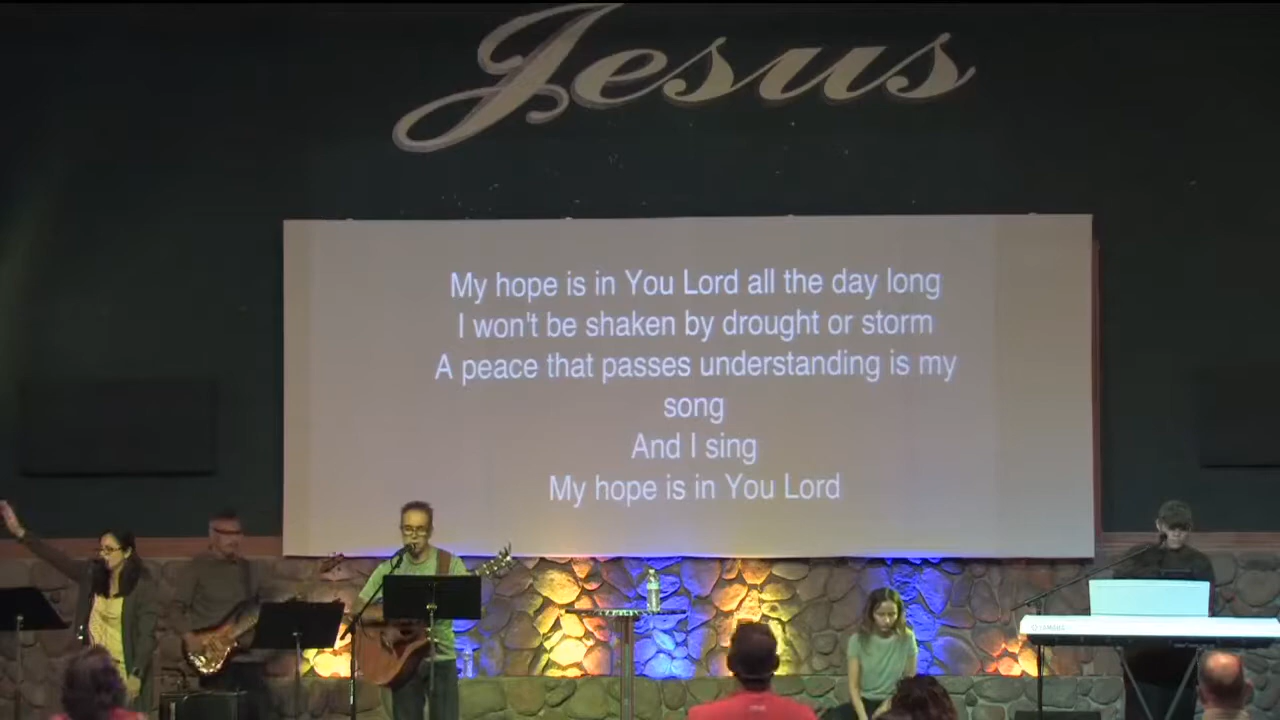 Jesus
My hope is in You Lord all the day long
I won't be shaken by drought or storm
A peace that passes understanding is my
song
And I sing
My hope is in You Lord
YAMAHA